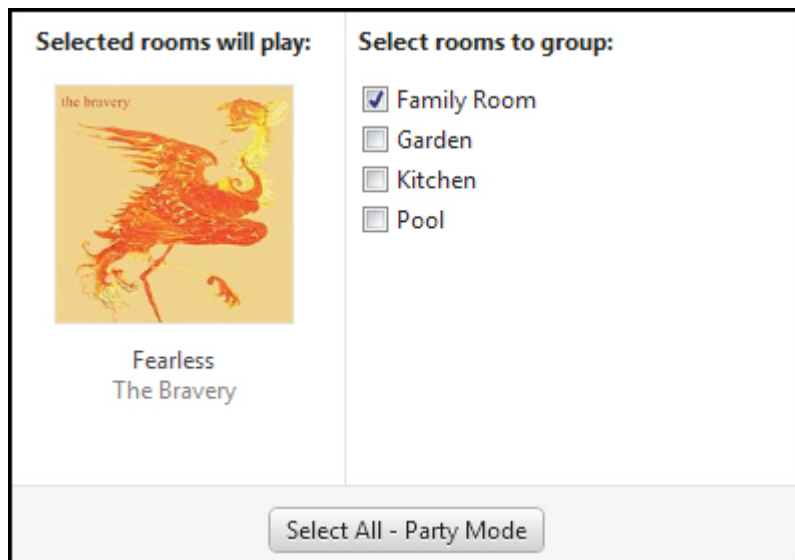 Selected rooms will play:
the bravery
Fearless
The Bravery
Select rooms to group:
Family Room
Garden
Kitchen
Pool
Select All - Party Mode